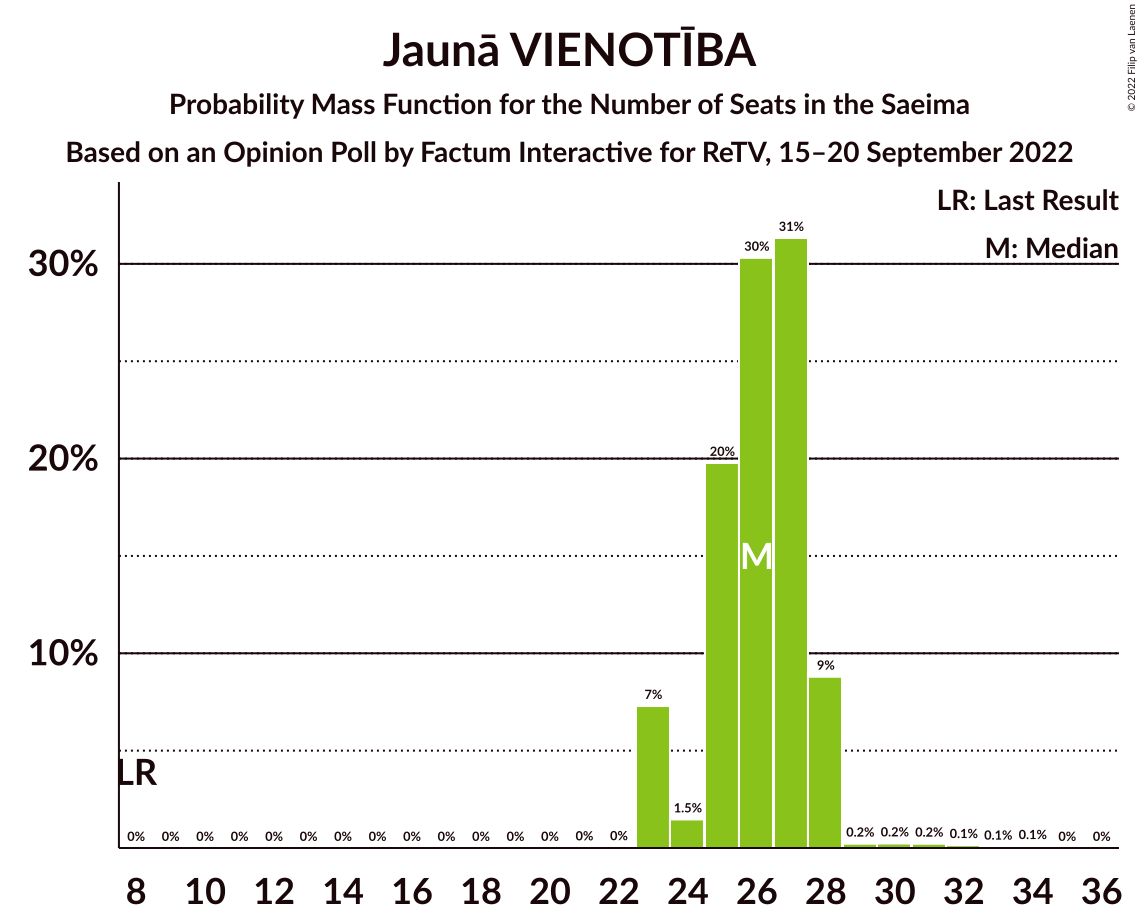 Jaunā VIENOTĪBA
Probability Mass Function for the Number of Seats in the Saeima
Based on an Opinion Poll by Factum Interactive for ReTV, 15–20 September 2022
© 2022 Filip van Laenen
LR: Last Result
M: Median
30%
20%
10%
31%
30%
20%
M
9%
7%
LR
1.5%
0% 0% 0% 0% 0% 0% 0% 0% 0% 0% 0% 0% 0% 0% 0% 0.2% 0.2% 0.2% 0.1% 0.1% 0.1% 0% 0%
8 10 12 14 16 18 20 22 24 26 28 30 32 34 36